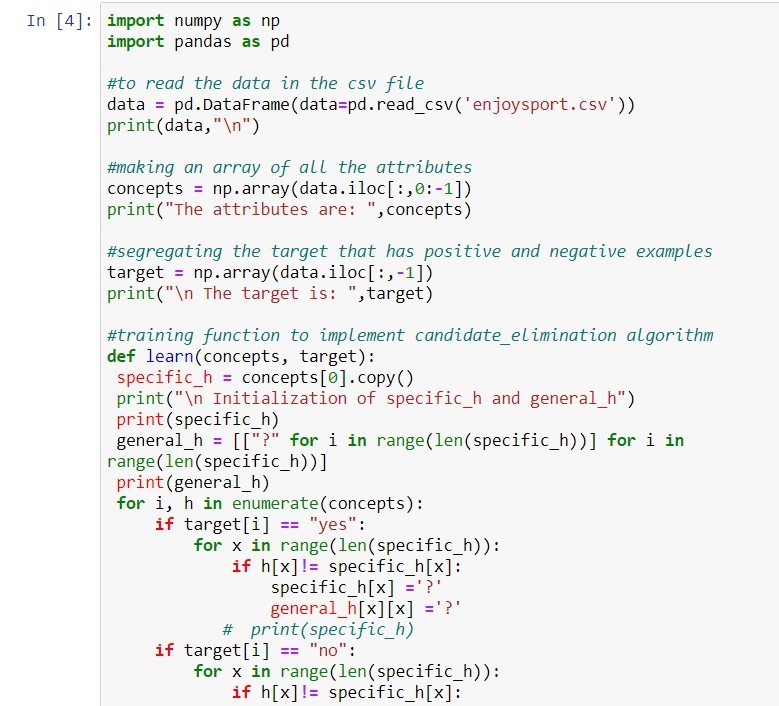 In [4]: import numpy as np
import pandas as pd
#to read the data in the csv file
data = pd.DataFrame(data=pd.read_csv('enjoysport.csv'))
print(data,"\n")
#making an array of all the attributes
concepts = np.array(data.iloc[:,0:-1])
print("The attributes are: ",concepts)
#segregating the target that has positive and negative examples
target = np.array(data.iloc[:,-1])
print("\n The target is: ",target)
#training function to implement candidate_elimination algorithm
def learn(concepts, target):
 specific_h = concepts[0].copy()
 print("\n Initialization of specific_h and general_h")
 print(specific_h)
 general_h = [["?" for i in range(len(specific_h))] for i in
range(len(specific_h))]
 print(general_h)
 for i, h in enumerate(concepts):
     if target[i] == "yes":
         for x in range(len(specific_h)):
             if h[x]!= specific_h[x]:
                 specific_h[x] ='?'
                 general_h[x][x] ='?'
            #  print(specific_h)
     if target[i] == "no":
         for x in range(len(specific_h)):
             if h[x]!= specific_h[x]: